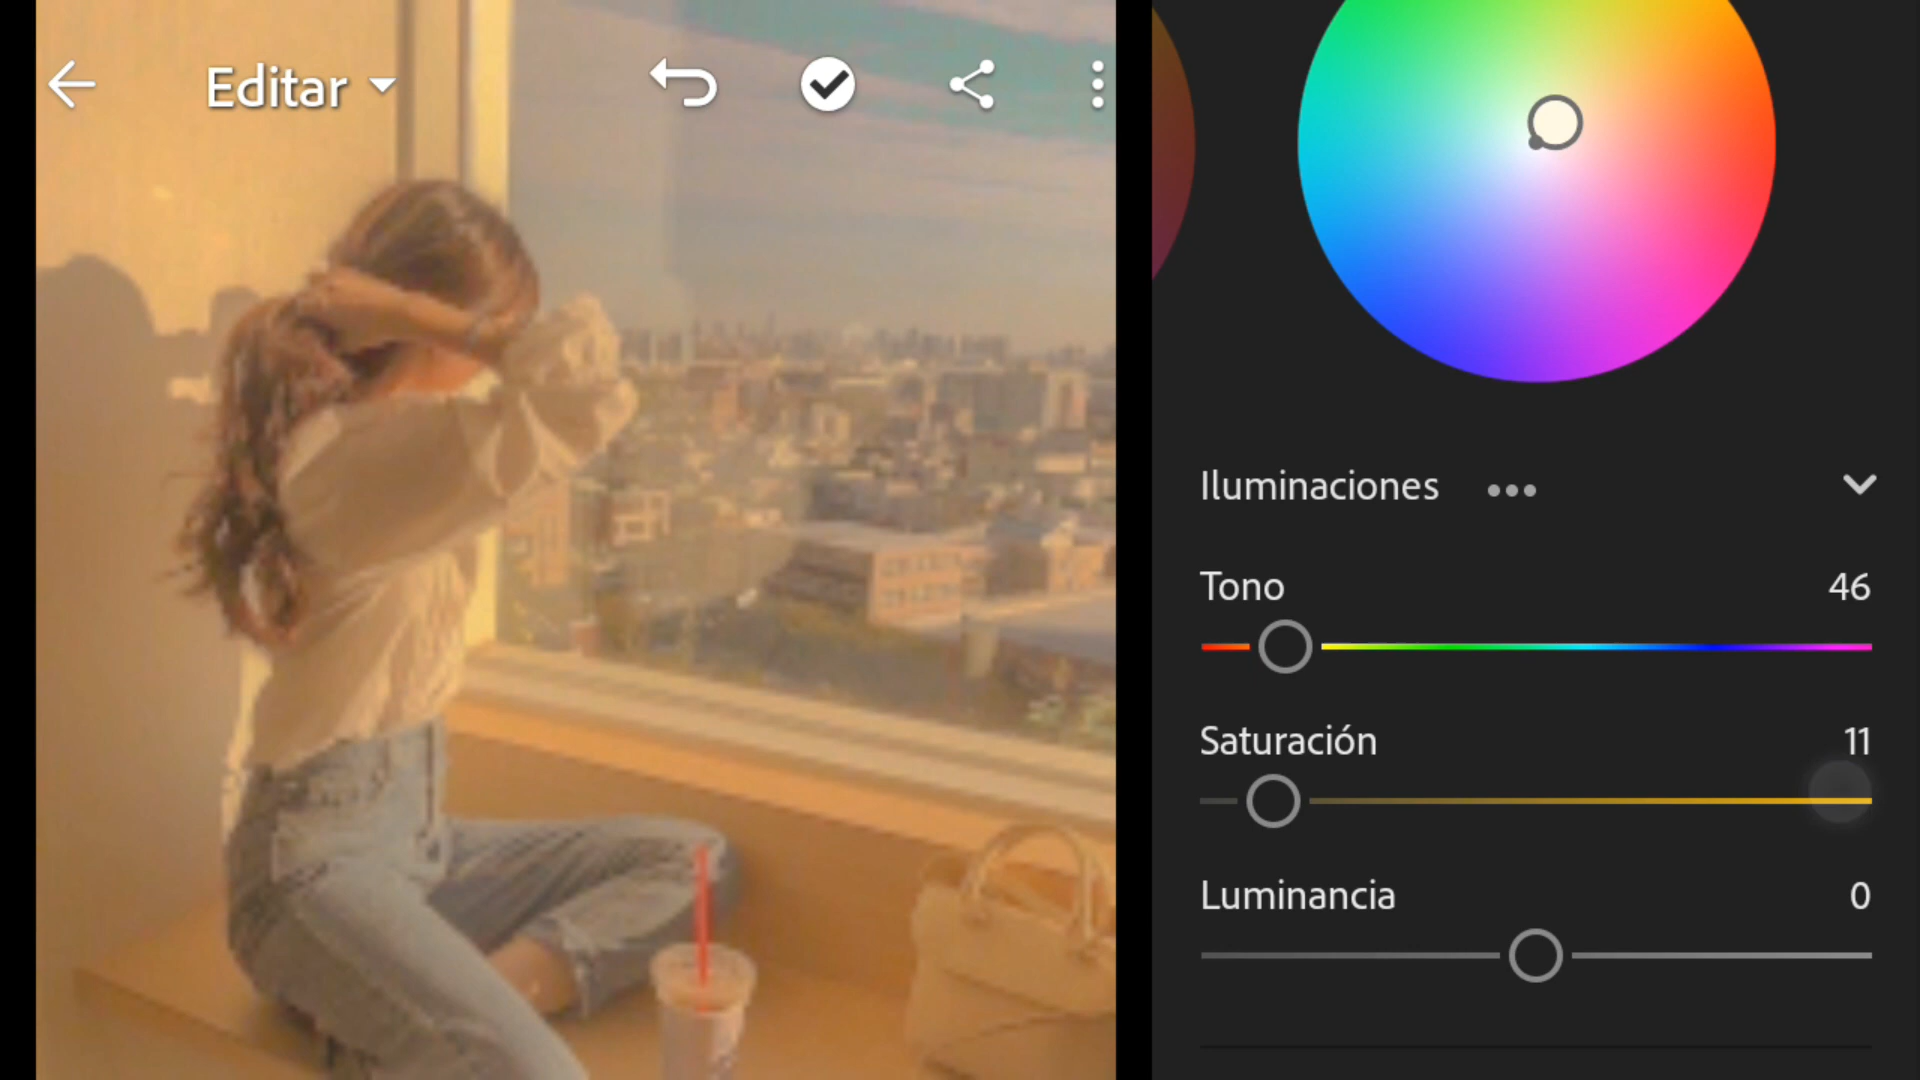 Editar
Iluminaciones
Tono 46
Saturación 11
Luminancia 0